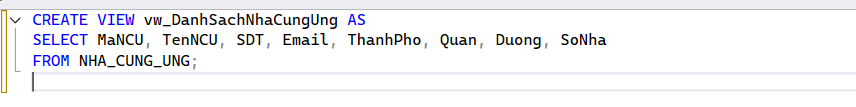 CREATE VIEW vw_DanhSachNhaCungUng AS
SELECT MaNCU, TenNCU, SDT, Email, ThanhPho, Quan, Duong, SoNha
FROM NHA_CUNG_UNG;